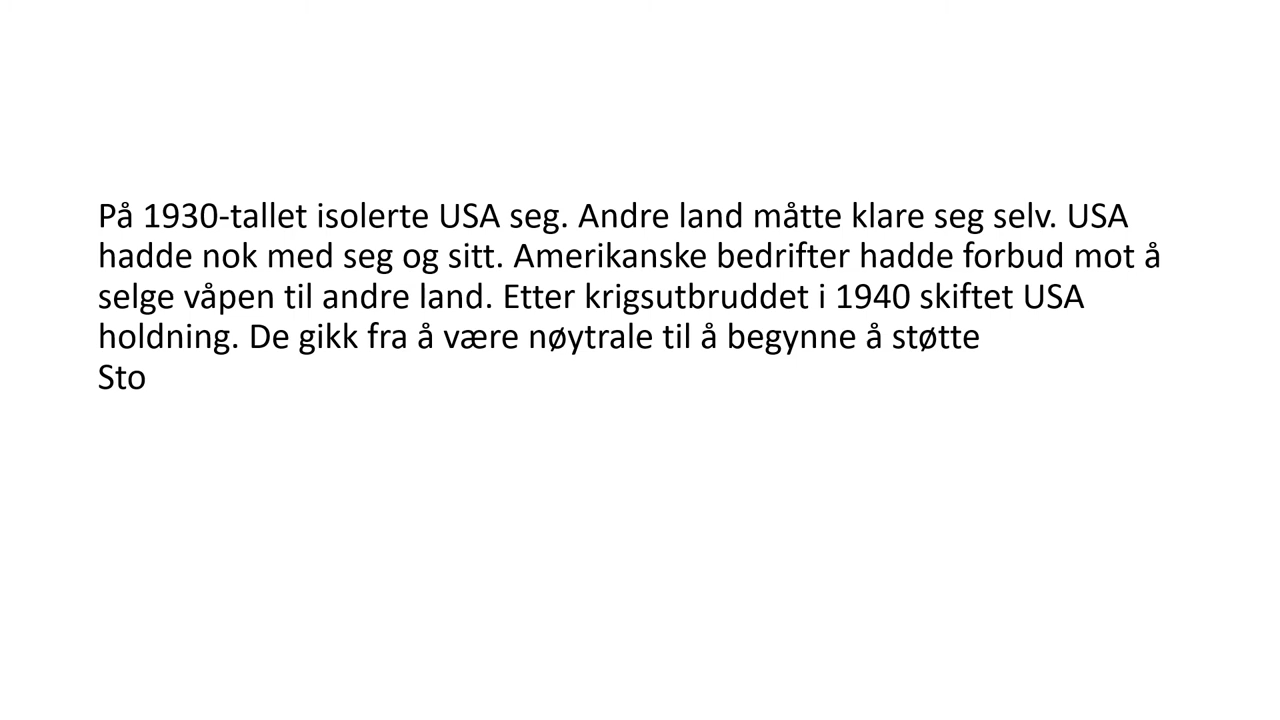 På 1930-tallet isolerte USA seg. Andre land måtte klare seg selv. USA
hadde nok med seg og sitt. Amerikanske bedrifter hadde forbud mot å
selge våpen til andre land. Etter krigsutbruddet i 1940 skiftet USA
holdning. De gikk fra å være nøytrale til å begynne å støtte
Sto